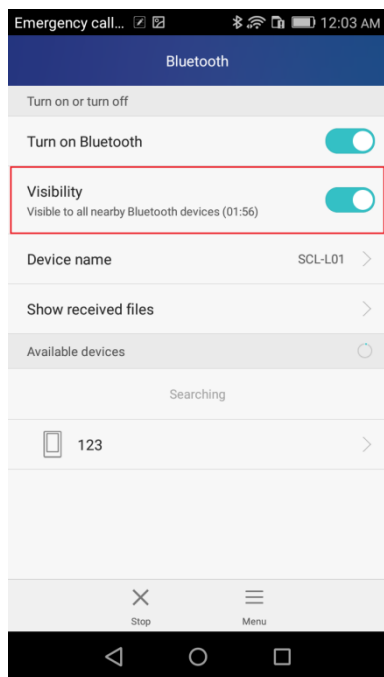 Emergency call... 12:03 AM
Bluetooth
Turn on or turn off
Turn on Bluetooth
Visibility
Visible to all nearby Bluetooth devices (01:56)
Device name SCL-L01
Show received files
Available devices
Searching
123
Stop Menu